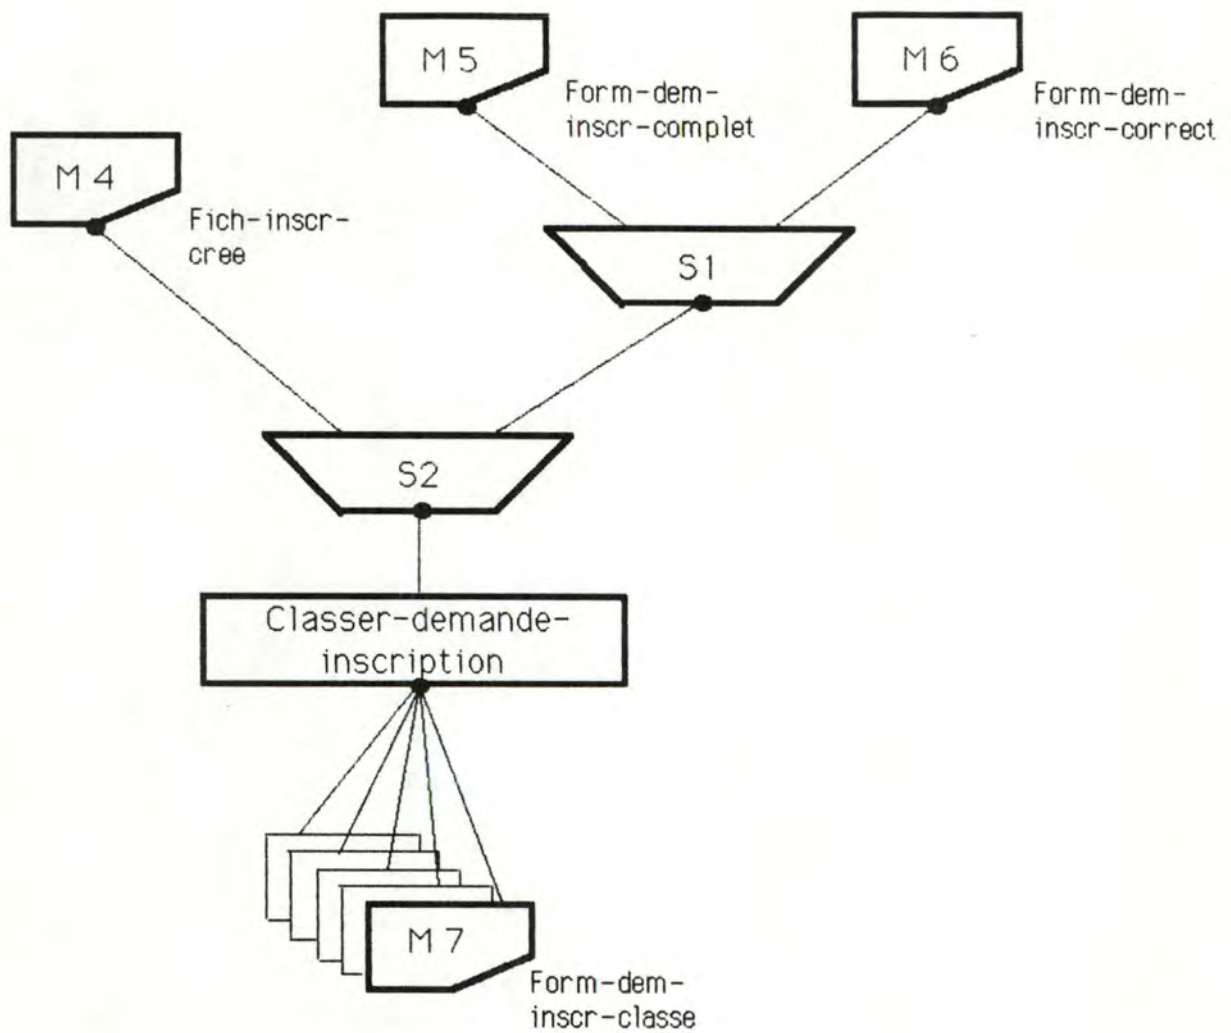 M 5
Form-dem-
inscr-complet
M 6
Form-dem-
inscr-correct
M 4
Fich-inscr-
cree
S1
S2
Classer-demande-
inscription
M 7
Form-dem-
inscr-classe